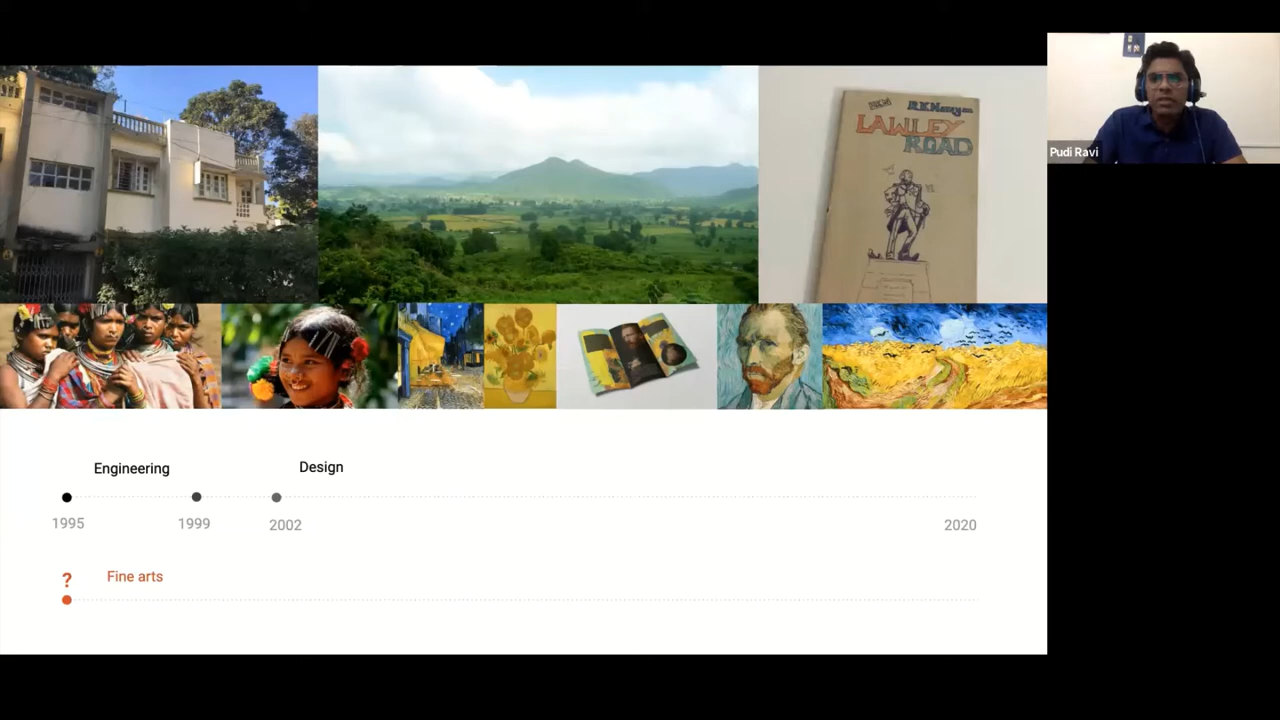 R.K.Narayan
LAWLEY
ROAD
Pudi Ravi
Engineering
Design
1995
1999
2002
2020
?
Fine arts